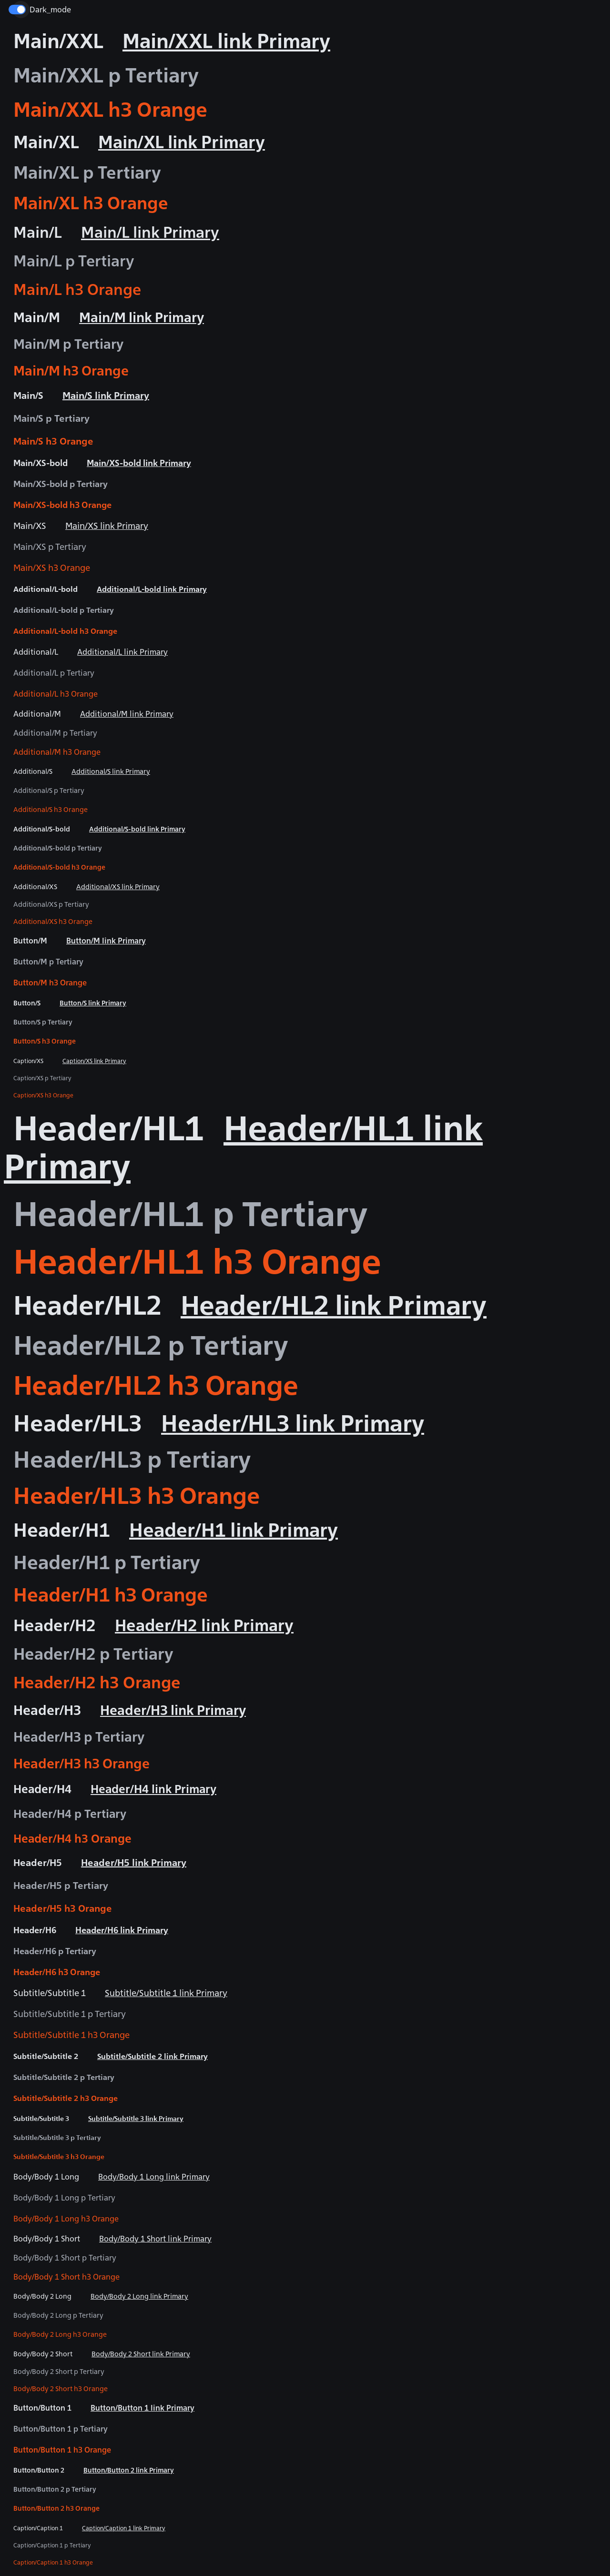 Dark_mode
Main/XXL Main/XXL link Primary
Main/XXL p Tertiary
Main/XXL h3 Orange
Main/XL Main/XL link Primary
Main/XL p Tertiary
Main/XL h3 Orange
Main/L Main/L link Primary
Main/L p Tertiary
Main/L h3 Orange
Main/M Main/M link Primary
Main/M p Tertiary
Main/M h3 Orange
Main/S Main/S link Primary
Main/S p Tertiary
Main/S h3 Orange
Main/XS-bold Main/XS-bold link Primary
Main/XS-bold p Tertiary
Main/XS-bold h3 Orange
Main/XS Main/XS link Primary
Main/XS p Tertiary
Main/XS h3 Orange
Additional/L-bold Additional/L-bold link Primary
Additional/L-bold p Tertiary
Additional/L-bold h3 Orange
Additional/L Additional/L link Primary
Additional/L p Tertiary
Additional/L h3 Orange
Additional/M Additional/M link Primary
Additional/M p Tertiary
Additional/M h3 Orange
Additional/S Additional/S link Primary
Additional/S p Tertiary
Additional/S h3 Orange
Additional/S-bold Additional/S-bold link Primary
Additional/S-bold p Tertiary
Additional/S-bold h3 Orange
Additional/XS Additional/XS link Primary
Additional/XS p Tertiary
Additional/XS h3 Orange
Button/M Button/M link Primary
Button/M p Tertiary
Button/M h3 Orange
Button/S Button/S link Primary
Button/S p Tertiary
Button/S h3 Orange
Caption/XS Caption/XS link Primary
Caption/XS p Tertiary
Caption/XS h3 Orange
Header/HL1 Header/HL1 link
Primary
Header/HL1 p Tertiary
Header/HL1 h3 Orange
Header/HL2 Header/HL2 link Primary
Header/HL2 p Tertiary
Header/HL2 h3 Orange
Header/HL3 Header/HL3 link Primary
Header/HL3 p Tertiary
Header/HL3 h3 Orange
Header/H1 Header/H1 link Primary
Header/H1 p Tertiary
Header/H1 h3 Orange
Header/H2 Header/H2 link Primary
Header/H2 p Tertiary
Header/H2 h3 Orange
Header/H3 Header/H3 link Primary
Header/H3 p Tertiary
Header/H3 h3 Orange
Header/H4 Header/H4 link Primary
Header/H4 p Tertiary
Header/H4 h3 Orange
Header/H5 Header/H5 link Primary
Header/H5 p Tertiary
Header/H5 h3 Orange
Header/H6 Header/H6 link Primary
Header/H6 p Tertiary
Header/H6 h3 Orange
Subtitle/Subtitle 1 Subtitle/Subtitle 1 link Primary
Subtitle/Subtitle 1 p Tertiary
Subtitle/Subtitle 1 h3 Orange
Subtitle/Subtitle 2 Subtitle/Subtitle 2 link Primary
Subtitle/Subtitle 2 p Tertiary
Subtitle/Subtitle 2 h3 Orange
Subtitle/Subtitle 3 Subtitle/Subtitle 3 link Primary
Subtitle/Subtitle 3 p Tertiary
Subtitle/Subtitle 3 h3 Orange
Body/Body 1 Long Body/Body 1 Long link Primary
Body/Body 1 Long p Tertiary
Body/Body 1 Long h3 Orange
Body/Body 1 Short Body/Body 1 Short link Primary
Body/Body 1 Short p Tertiary
Body/Body 1 Short h3 Orange
Body/Body 2 Long Body/Body 2 Long link Primary
Body/Body 2 Long p Tertiary
Body/Body 2 Long h3 Orange
Body/Body 2 Short Body/Body 2 Short link Primary
Body/Body 2 Short p Tertiary
Body/Body 2 Short h3 Orange
Button/Button 1 Button/Button 1 link Primary
Button/Button 1 p Tertiary
Button/Button 1 h3 Orange
Button/Button 2 Button/Button 2 link Primary
Button/Button 2 p Tertiary
Button/Button 2 h3 Orange
Caption/Caption 1 Caption/Caption 1 link Primary
Caption/Caption 1 p Tertiary
Caption/Caption 1 h3 Orange